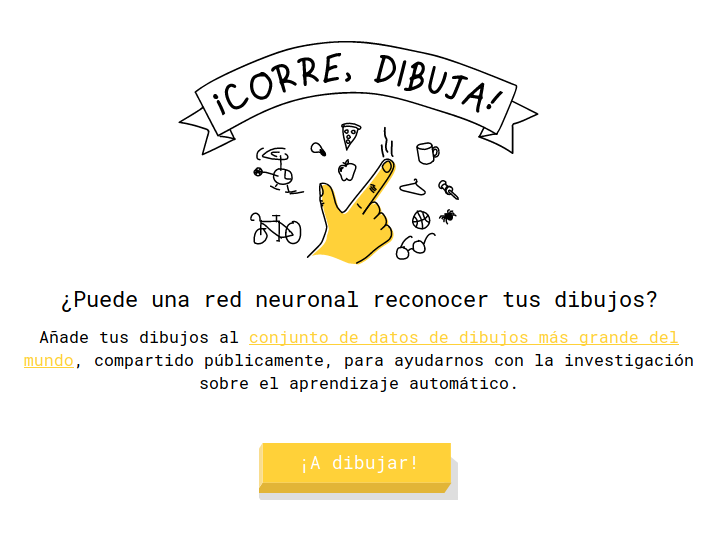 ¡CORRE, DIBUJA!
¿Puede una red neuronal reconocer tus dibujos?
Añade tus dibujos al conjunto de datos de dibujos más grande del
mundo, compartido públicamente, para ayudarnos con la investigación
sobre el aprendizaje automático.
¡A dibujar!